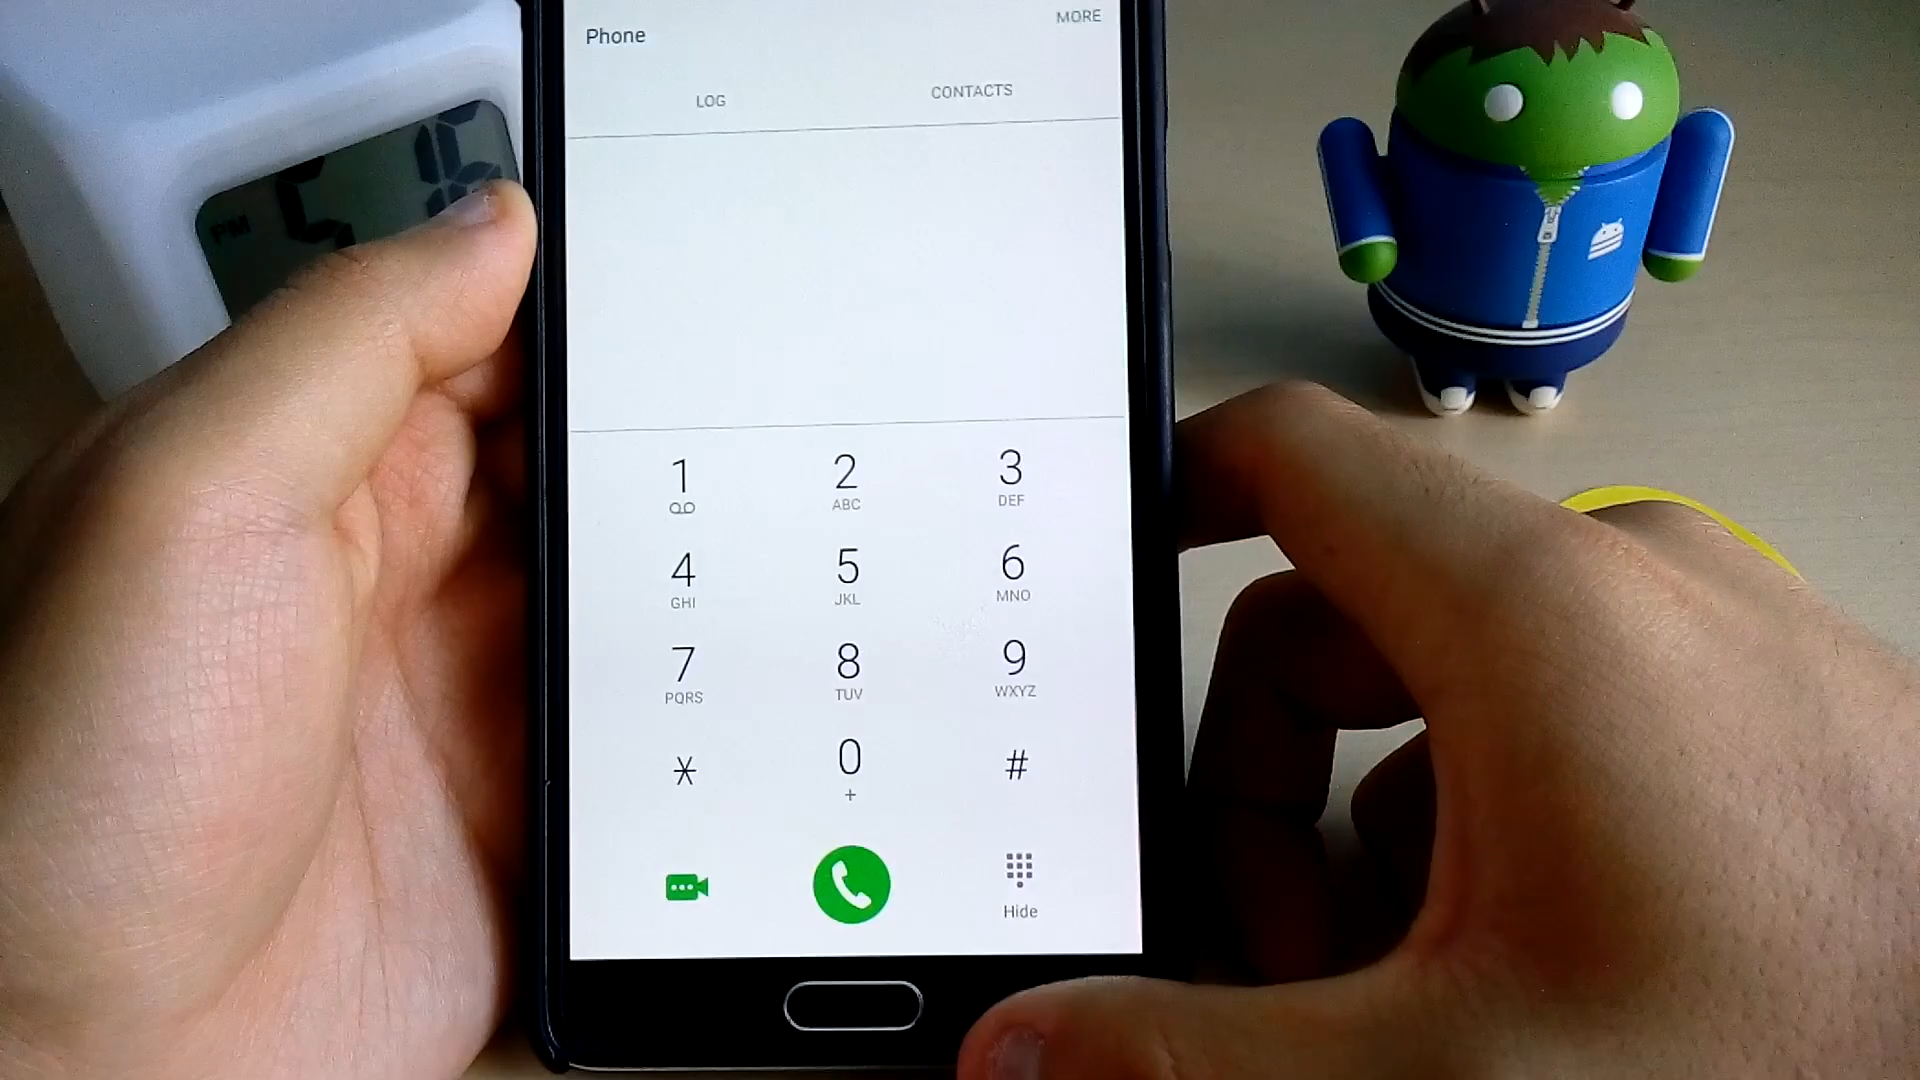 MORE
Phone
LOG
CONTACTS
1
2 ABC
3 DEF
4 GHI
5 JKL
6 MNO
7 PQRS
8 TUV
9 WXYZ
*
0 +
#
Hide
PM